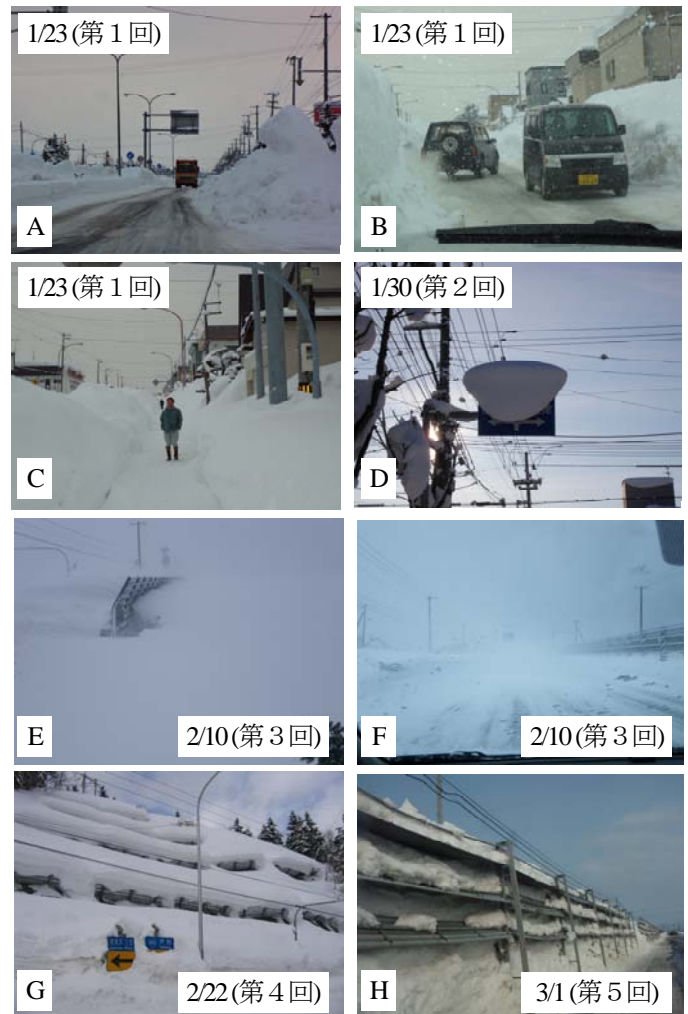 1/23(第１回)
A
1/23(第１回)
B
1/23(第１回)
C
1/30(第２回)
D
E
2/10(第３回)
F
2/10(第３回)
G
2/22(第４回)
H
3/1(第５回)